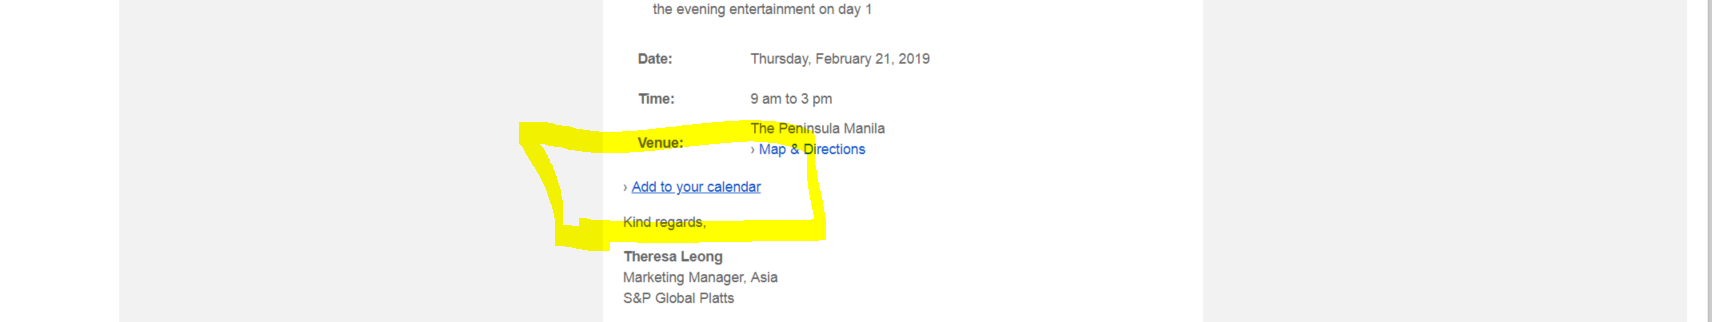 the evening entertainment on day 1
Date: Thursday, February 21, 2019
Time: 9 am to 3 pm
The Peninsula Manila
Venue:
› Map & Directions
› Add to your calendar
Kind regards,
Theresa Leong
Marketing Manager, Asia
S&P Global Platts